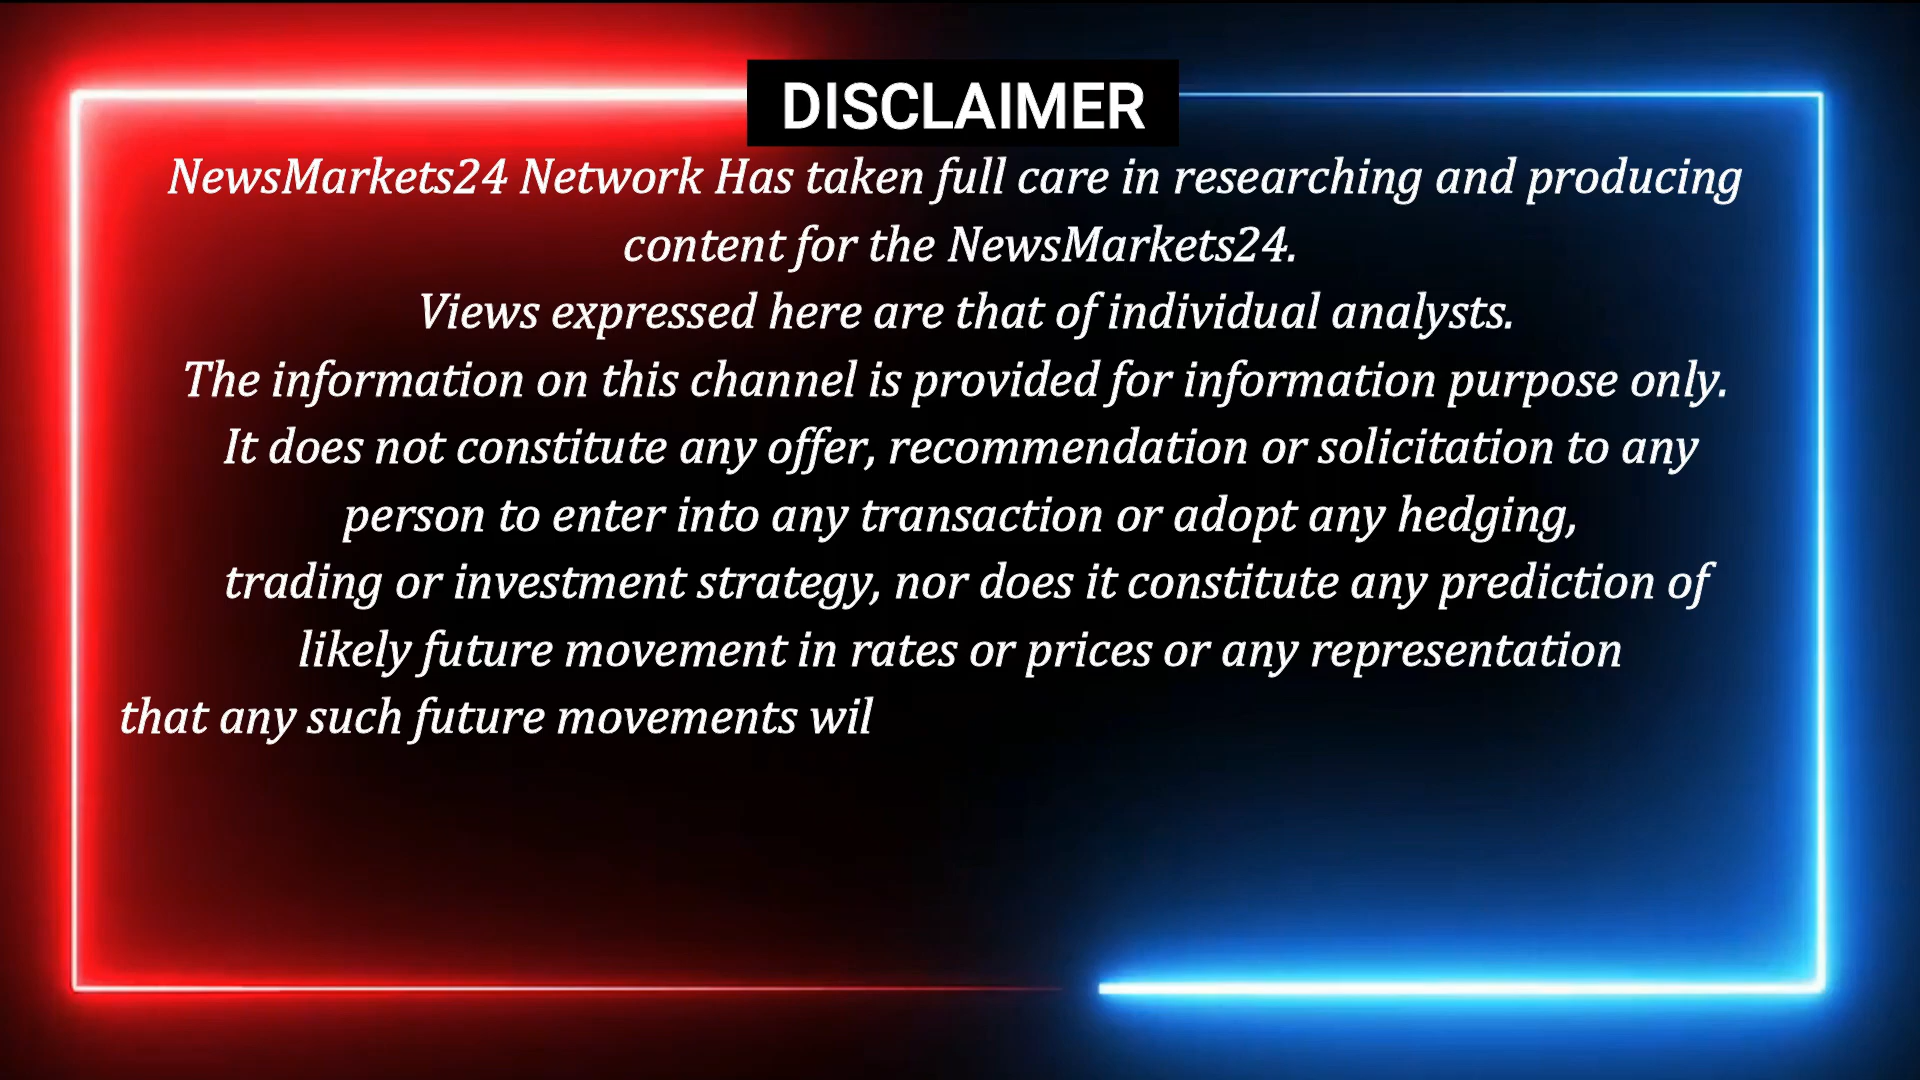 DISCLAIMER
NewsMarkets24 Network Has taken full care in researching and producing
content for the NewsMarkets24.
Views expressed here are that of individual analysts.
The information on this channel is provided for information purpose only.
It does not constitute any offer, recommendation or solicitation to any
person to enter into any transaction or adopt any hedging,
trading or investment strategy, nor does it constitute any prediction of
likely future movement in rates or prices or any representation
that any such future movements wil